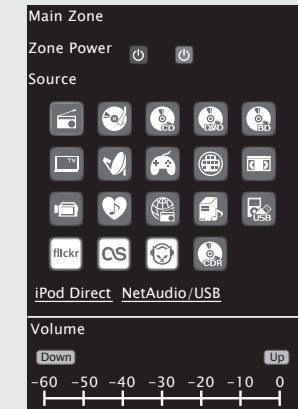 Main Zone
Zone Power
Source
CD DVD BD
TV
USB
flickr as CDR
iPod Direct NetAudio/USB
Volume
Down Up
-60 -50 -40 -30 -20 -10 0